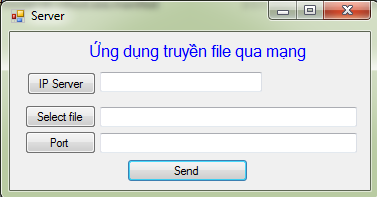 Server
Ứng dụng truyền file qua mạng
IP Server
Select file
Port
Send